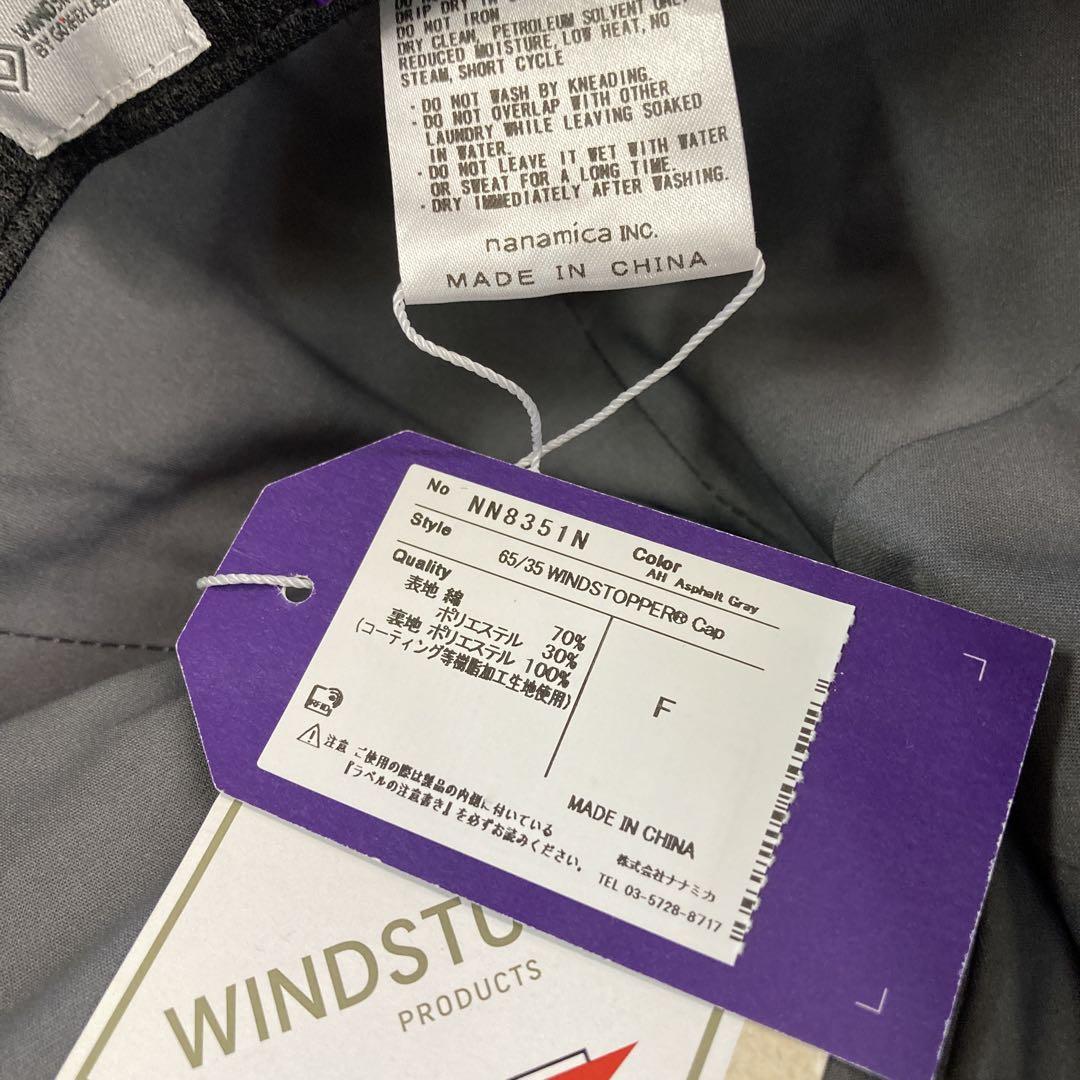 BY GORE-TEX LABS
DRIP DRY IN
DO NOT IRON
DRY CLEAN, PETROLEUM SOLVENT ONLY,
REDUCED MOISTURE, LOW HEAT, NO
STEAM, SHORT CYCLE
・DO NOT WASH BY KNEADING.
・DO NOT OVERLAP WITH OTHER
LAUNDRY WHILE LEAVING SOAKED
IN WATER.
・DO NOT LEAVE IT WET WITH WATER
OR SWEAT FOR A LONG TIME.
・DRY IMMEDIATELY AFTER WASHING.
nanamica INC.
MADE IN CHINA
No NN8351N Color
AH Asphalt Gray
Style 65/35 WINDSTOPPER® Cap
Quality
表地 綿 70%
ポリエステル 30%
裏地 ポリエステル 100%
(コーティング等樹脂加工生地使用)
F
RFID
注意 ご使用の際は製品の内側に付いている
『ラベルの注意書き』を必ずお読みください。
MADE IN CHINA
株式会社ナナミカ
TEL 03-5728-8717
WINDSTO
PRODUCTS